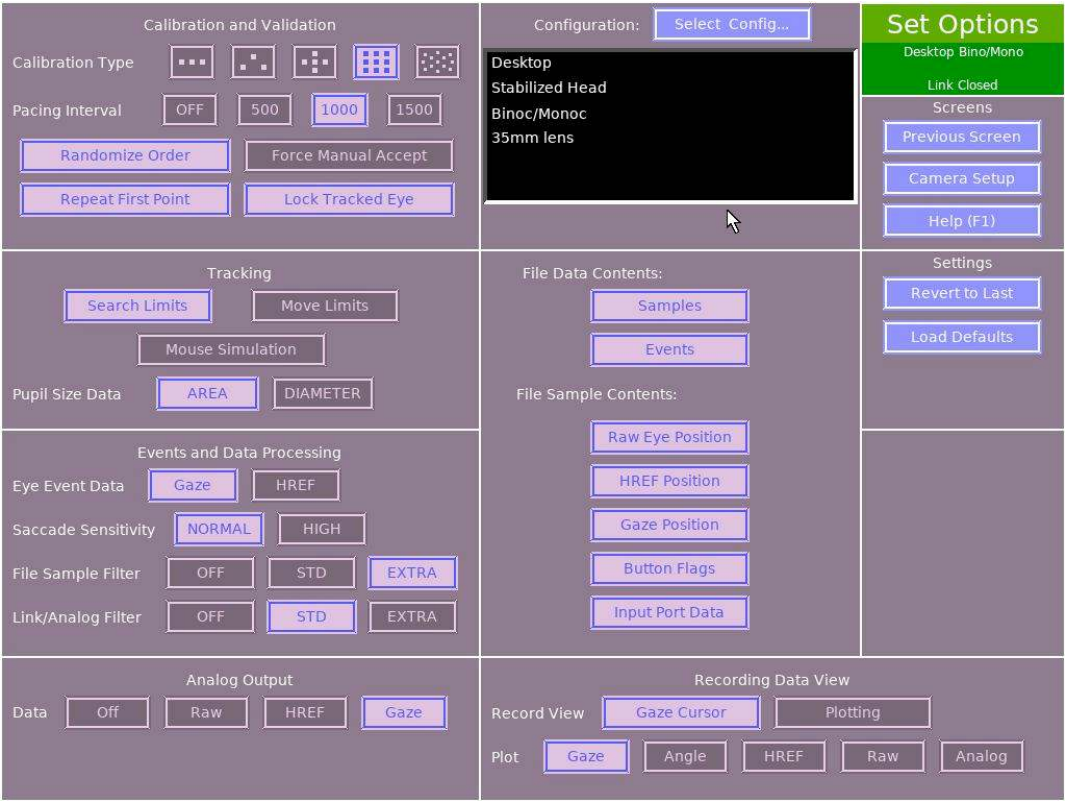 Calibration and Validation
Calibration Type
Pacing Interval OFF 500 1000 1500
Randomize Order Force Manual Accept
Repeat First Point Lock Tracked Eye
Configuration: Select Config...
Desktop
Stabilized Head
Binoc/Monoc
35mm lens
Set Options
Desktop Bino/Mono
Link Closed
Screens
Previous Screen
Camera Setup
Help (F1)
Tracking
Search Limits Move Limits
Mouse Simulation
Pupil Size Data AREA DIAMETER
File Data Contents:
Samples
Events
File Sample Contents:
Raw Eye Position
HREF Position
Gaze Position
Button Flags
Input Port Data
Settings
Revert to Last
Load Defaults
Events and Data Processing
Eye Event Data Gaze HREF
Saccade Sensitivity NORMAL HIGH
File Sample Filter OFF STD EXTRA
Link/Analog Filter OFF STD EXTRA
Analog Output
Data Off Raw HREF Gaze
Recording Data View
Record View Gaze Cursor Plotting
Plot Gaze Angle HREF Raw Analog